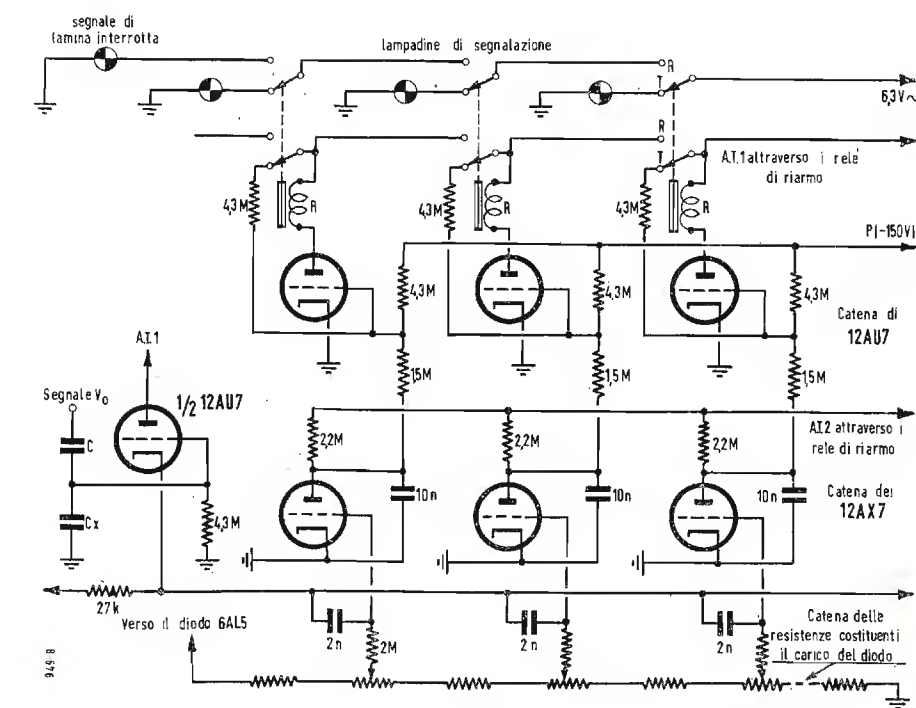 segnale di
lamina interrotta
lampadine di segnalazione
R
T
6,3V~
R
T
A.T.1 attraverso i relè
di riarmo
4,3M
R
4,3M
R
4,3M
R
P(-150V)
4,3M
4,3M
4,3M
Catena di
12AU7
A.T.1
1,5M
1,5M
1,5M
Segnale Vo
1/2 12AU7
A.T.2 attraverso i
rele di riarmo
2,2M
2,2M
2,2M
C
10n
10n
10n
Catena dei
12AX7
Cx
4,3M
27k
Verso il diodo 6AL5
2n
2M
2n
2n
Catena delle
resistenze costituenti
il carico del diodo
949.8